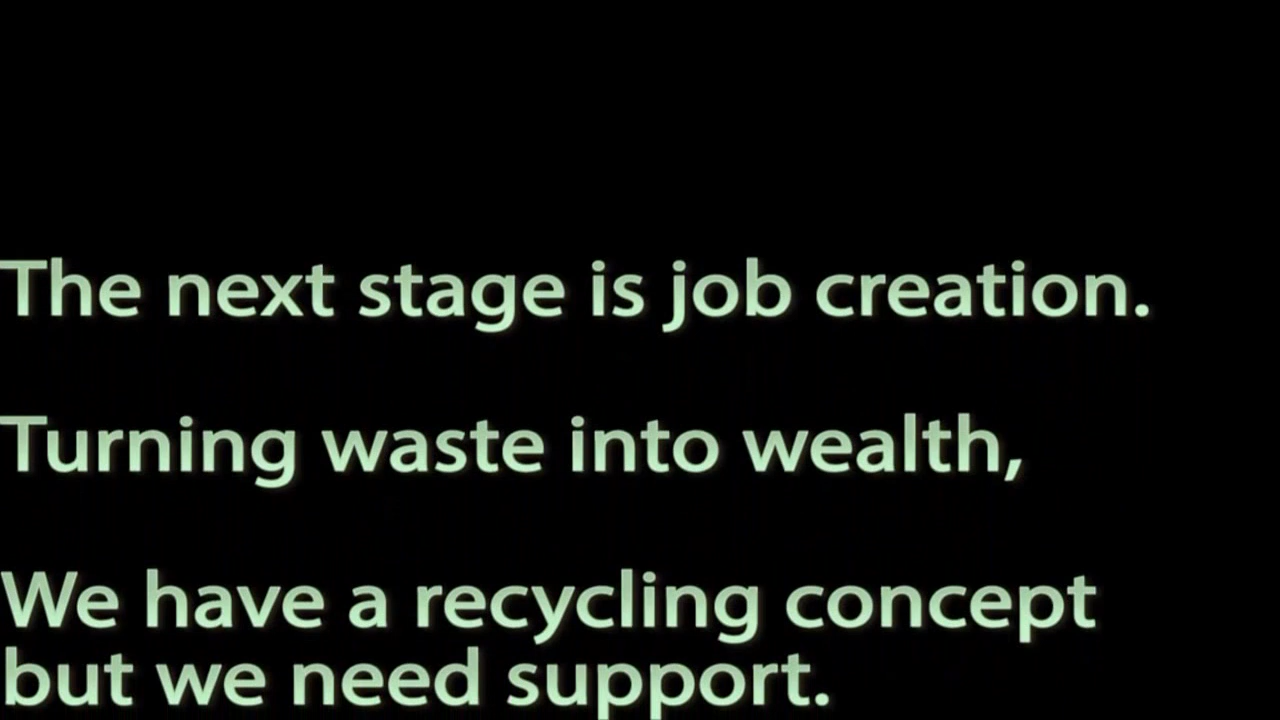 The next stage is job creation.
Turning waste into wealth,
We have a recycling concept
but we need support.